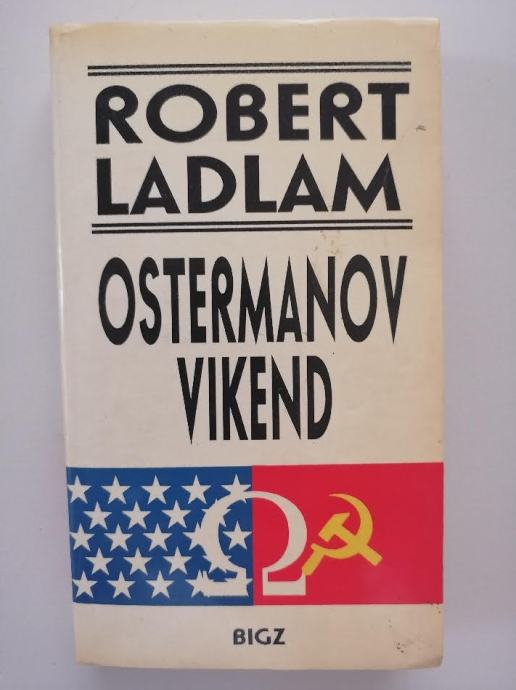 ROBERT
LADLAM
OSTERMANOV
VIKEND
Ω
BIGZ